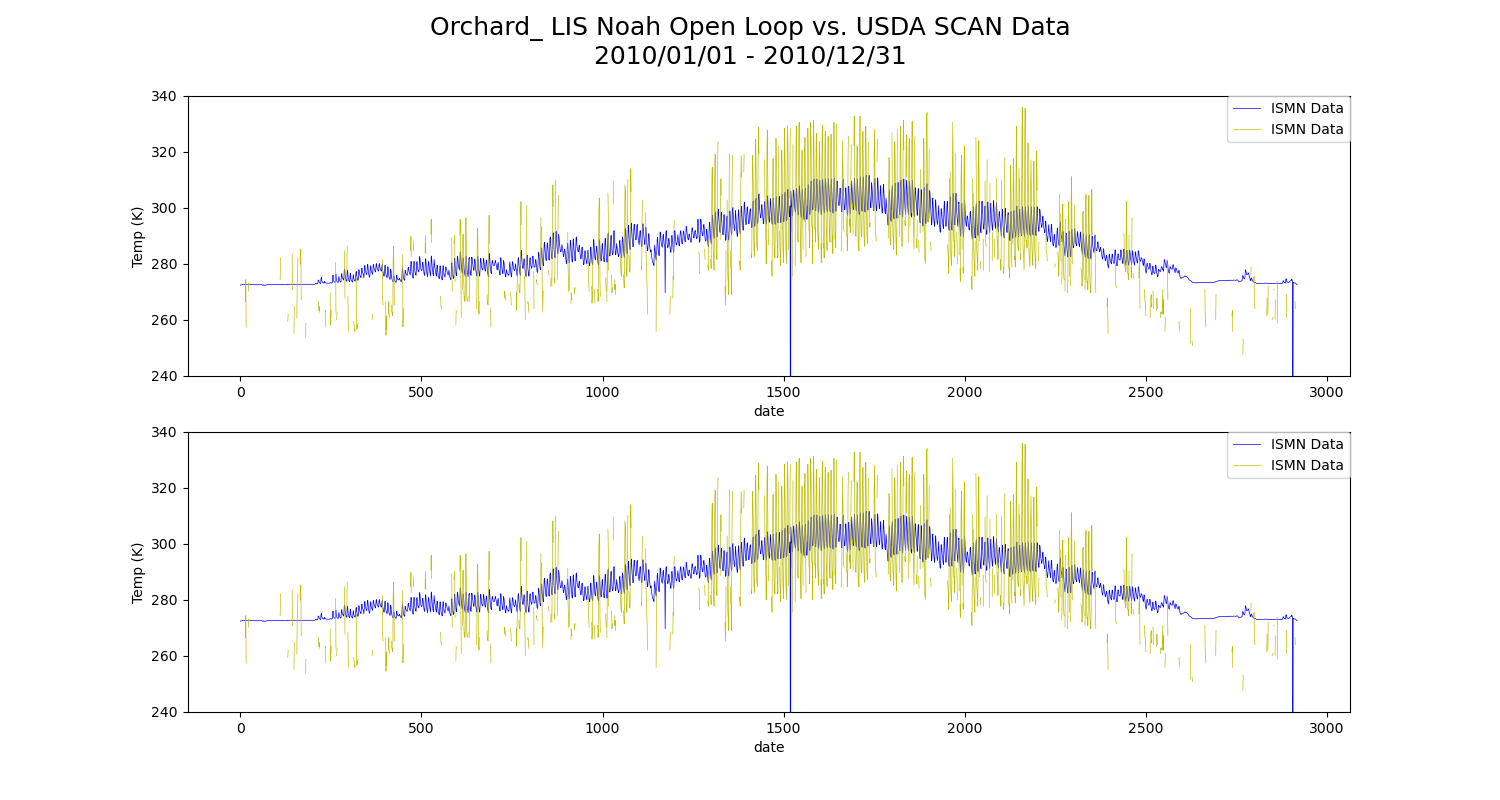 Orchard_ LIS Noah Open Loop vs. USDA SCAN Data
2010/01/01 - 2010/12/31
340
320
300
280
260
240
Temp (K)
ISMN Data
ISMN Data
0
500
1000
1500
2000
2500
3000
date
340
320
300
280
260
240
Temp (K)
ISMN Data
ISMN Data
0
500
1000
1500
2000
2500
3000
date